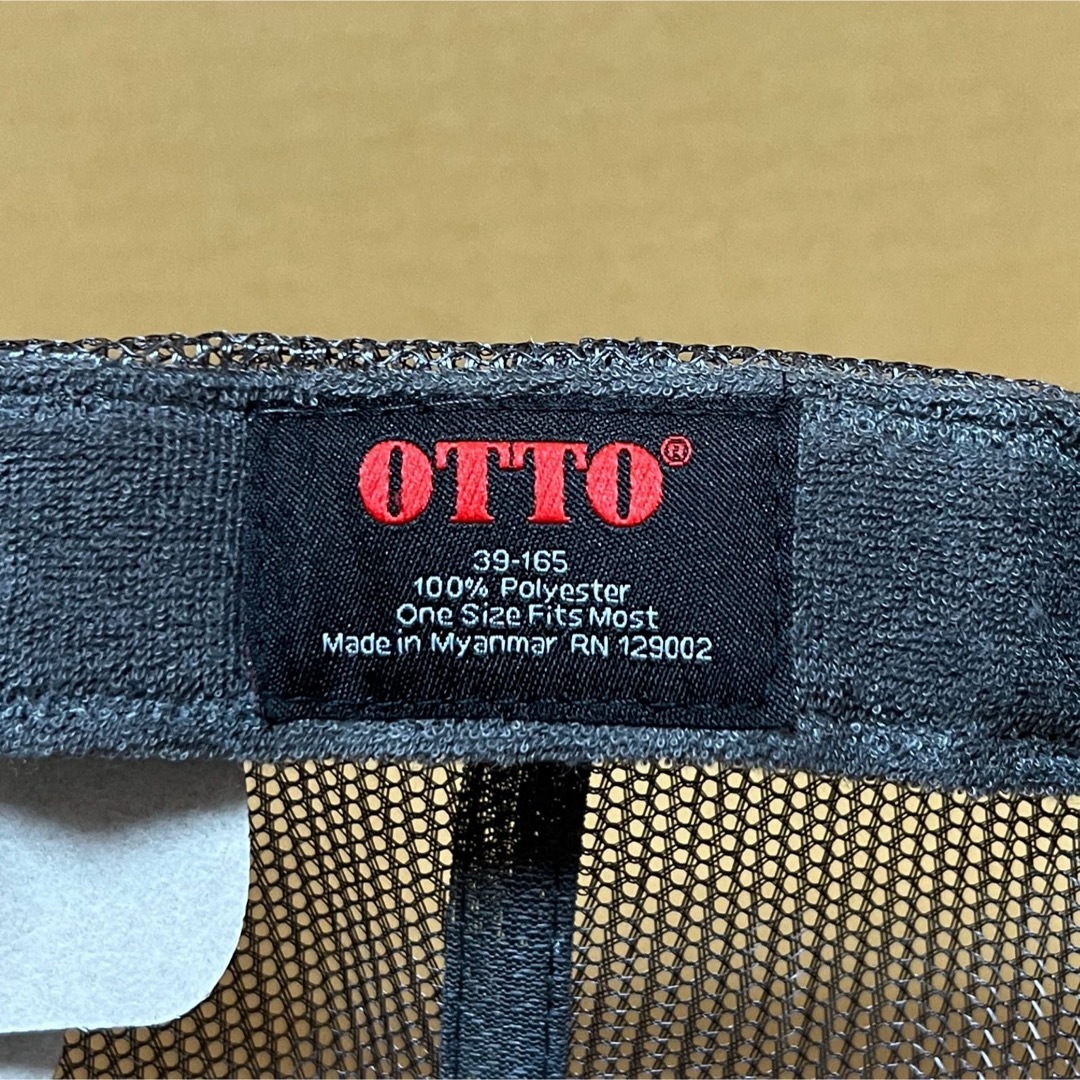 OTTO®
39-165
100% Polyester
One Size Fits Most
Made in Myanmar RN 129002